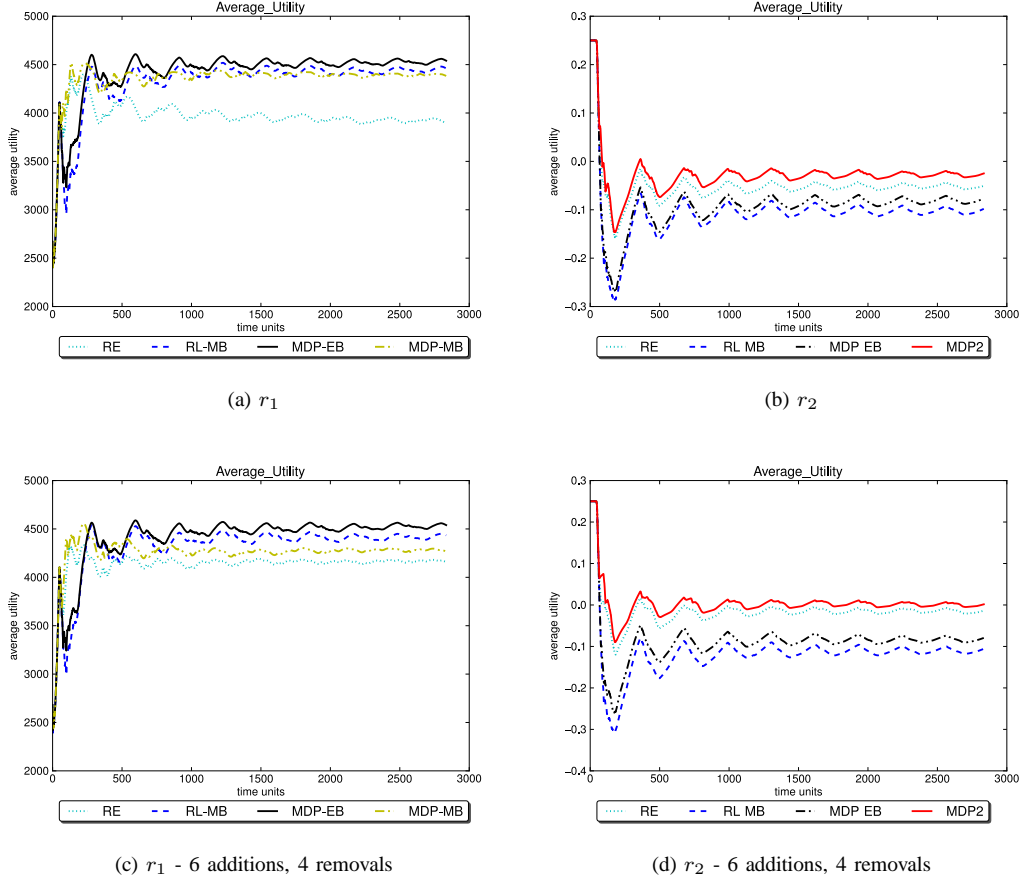 Average_Utility
5000
4500
4000
3500
3000
2500
2000
average utility
0 500 1000 1500 2000 2500 3000
time units
RE RL-MB MDP-EB MDP-MB
(a) r1
Average_Utility
0.3
0.2
0.1
0.0
−0.1
−0.2
−0.3
average utility
0 500 1000 1500 2000 2500 3000
time units
RE RL MB MDP EB MDP2
(b) r2
Average_Utility
5000
4500
4000
3500
3000
2500
2000
average utility
0 500 1000 1500 2000 2500 3000
time units
RE RL-MB MDP-EB MDP-MB
(c) r1 - 6 additions, 4 removals
Average_Utility
0.3
0.2
0.1
0.0
−0.1
−0.2
−0.3
−0.4
average utility
0 500 1000 1500 2000 2500 3000
time units
RE RL MB MDP EB MDP2
(d) r2 - 6 additions, 4 removals